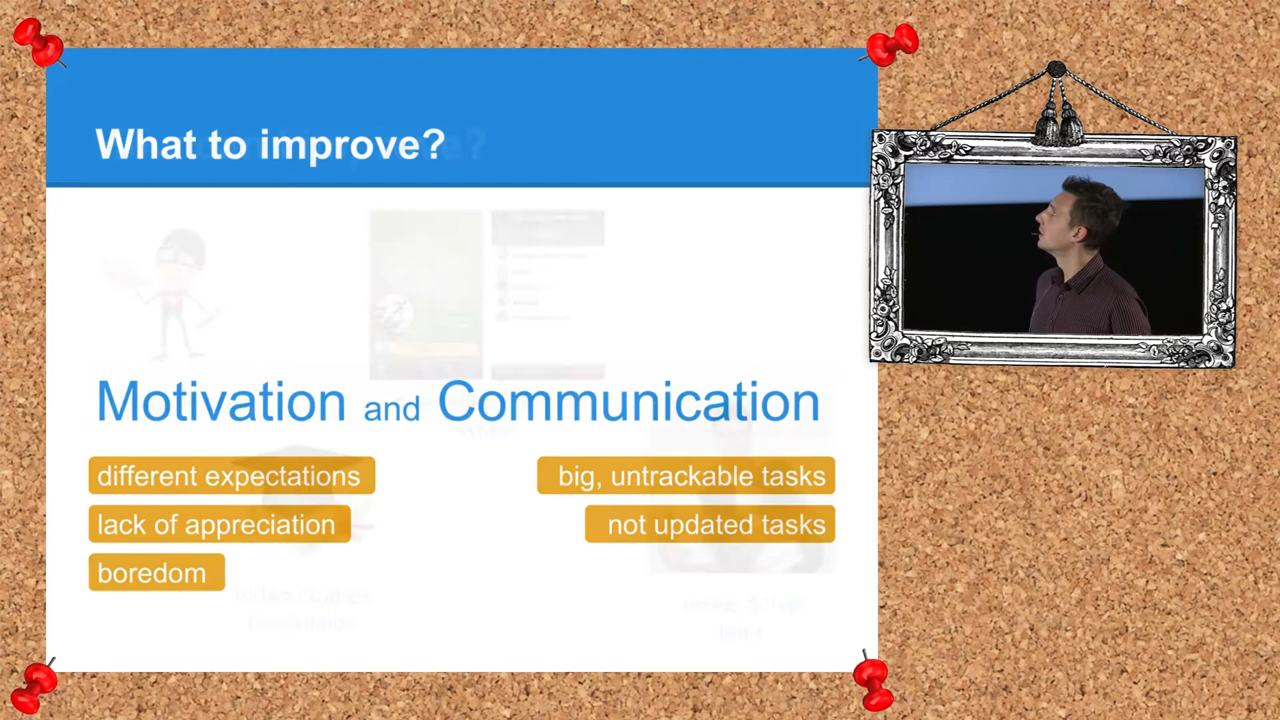 What to improve?
Motivation and Communication
different expectations
big, untrackable tasks
lack of appreciation
not updated tasks
boredom